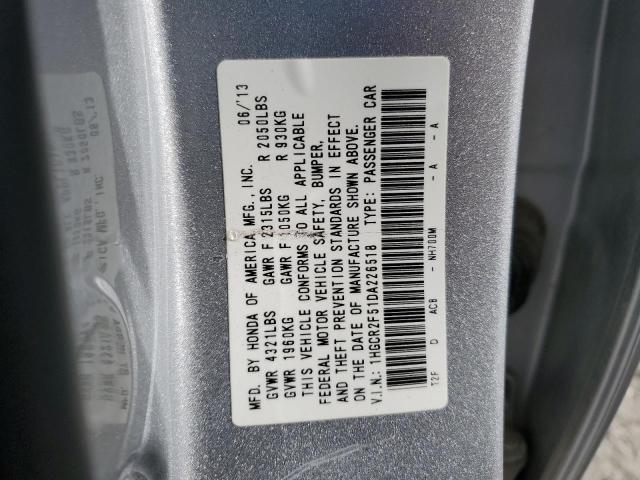 MFD. BY HONDA OF AMERICA MFG., INC. 06/'13
GVWR 4321LBS GAWR F 2315LBS R 2050LBS
GVWR 1960KG GAWR F 1050KG R 930KG
THIS VEHICLE CONFORMS TO ALL APPLICABLE
FEDERAL MOTOR VEHICLE SAFETY, BUMPER,
AND THEFT PREVENTION STANDARDS IN EFFECT
ON THE DATE OF MANUFACTURE SHOWN ABOVE.
V.I.N.: 1HGCR2F51DA226518 TYPE: PASSENGER CAR
T2F D ACB - NH700M - A - A